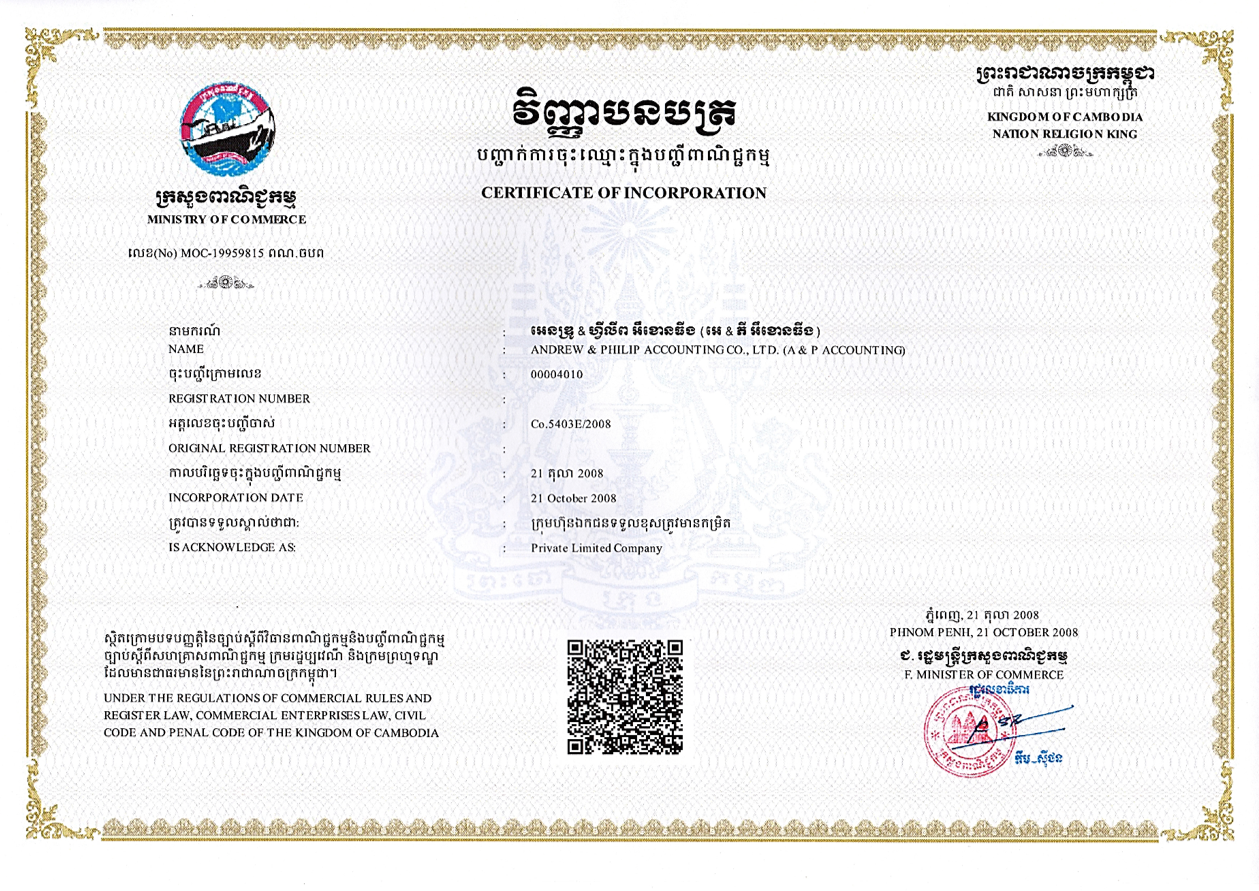 ព្រះរាជាណាចក្រកម្ពុជា
ជាតិ សាសនា ព្រះមហាក្សត្រ
KINGDOM OF CAMBODIA
NATION RELIGION KING
ក្រសួងពាណិជ្ជកម្ម
MINISTRY OF COMMERCE
លេខ(No) MOC-19959815 ពណ.ចបព
វិញ្ញាបនបត្រ
បញ្ជាក់ការចុះឈ្មោះក្នុងបញ្ជីពាណិជ្ជកម្ម
CERTIFICATE OF INCORPORATION
នាមករណ៍ : អេនឌ្រូ & ហ្វីលីព អឹខោនធីង (អេ & ភី អឹខោនធីង)
NAME : ANDREW & PHILIP ACCOUNTING CO., LTD. (A & P ACCOUNTING)
ចុះបញ្ជីក្រោមលេខ : 00004010
REGISTRATION NUMBER :
អត្តលេខចុះបញ្ជីចាស់ : Co.5403E/2008
ORIGINAL REGISTRATION NUMBER :
កាលបរិច្ឆេទចុះក្នុងបញ្ជីពាណិជ្ជកម្ម : 21 តុលា 2008
INCORPORATION DATE : 21 October 2008
ត្រូវបានទទួលស្គាល់ថាជា: : ក្រុមហ៊ុនឯកជនទទួលខុសត្រូវមានកម្រិត
IS ACKNOWLEDGE AS: : Private Limited Company
ស្ថិតក្រោមបទបញ្ញត្តិនៃច្បាប់ស្តីពីវិធានពាណិជ្ជកម្មនិងបញ្ជីពាណិជ្ជកម្ម
ច្បាប់ស្តីពីសហគ្រាសពាណិជ្ជកម្ម ក្រមរដ្ឋប្បវេណី និងក្រមព្រហ្មទណ្ឌ
ដែលមានជាធរមាននៃព្រះរាជាណាចក្រកម្ពុជា។
UNDER THE REGULATIONS OF COMMERCIAL RULES AND
REGISTER LAW, COMMERCIAL ENTERPRISES LAW, CIVIL
CODE AND PENAL CODE OF THE KINGDOM OF CAMBODIA
ភ្នំពេញ, 21 តុលា 2008
PHNOM PENH, 21 OCTOBER 2008
ជ. រដ្ឋមន្ត្រីក្រសួងពាណិជ្ជកម្ម
F. MINISTER OF COMMERCE
រដ្ឋលេខាធិការ
ក្រសួងពាណិជ្ជកម្ម